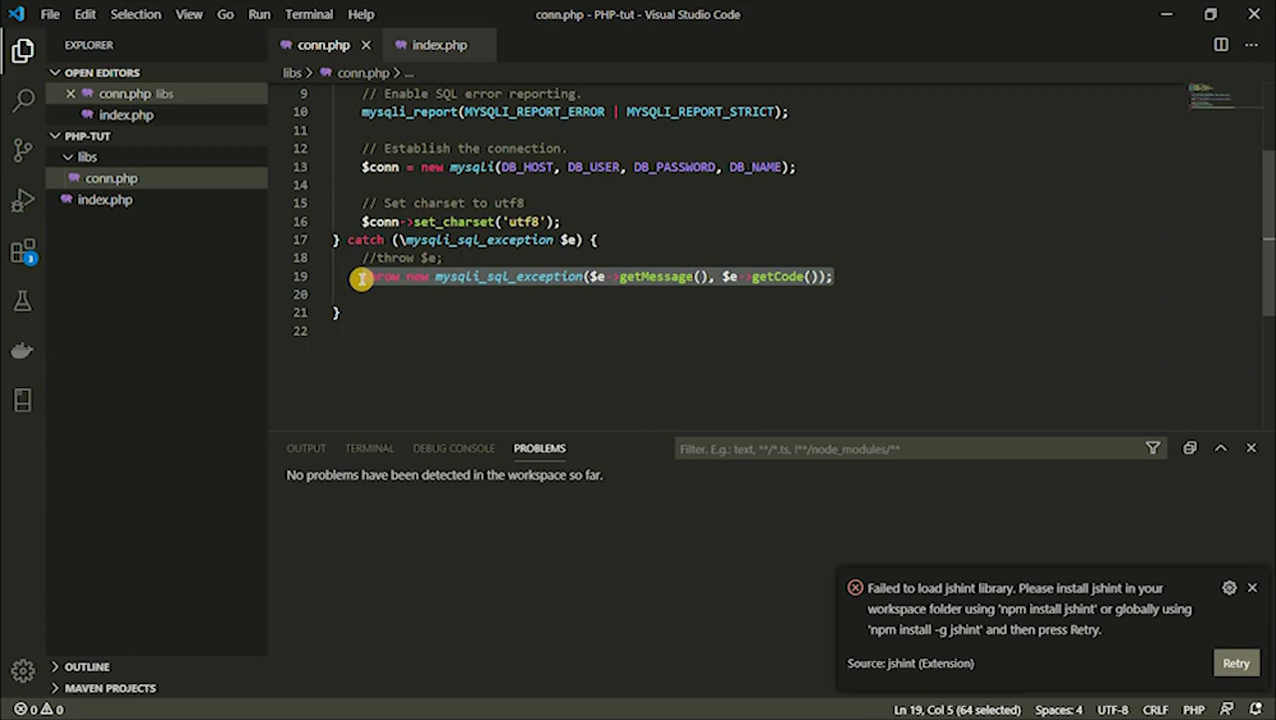 File Edit Selection View Go Run Terminal Help conn.php - PHP-tut - Visual Studio Code
EXPLORER
OPEN EDITORS
conn.php libs
index.php
PHP-TUT
libs
conn.php
index.php
OUTLINE
MAVEN PROJECTS
3
conn.php index.php
libs > conn.php > ...
9 // Enable SQL error reporting.
10 mysqli_report(MYSQLI_REPORT_ERROR | MYSQLI_REPORT_STRICT);
11
12 // Establish the connection.
13 $conn = new mysqli(DB_HOST, DB_USER, DB_PASSWORD, DB_NAME);
14
15 // Set charset to utf8
16 $conn->set_charset('utf8');
17 } catch (\mysqli_sql_exception $e) {
18 //throw $e;
19 throw new mysqli_sql_exception($e->getMessage(), $e->getCode());
20
21 }
22
OUTPUT TERMINAL DEBUG CONSOLE PROBLEMS Filter. E.g.: text, **/*.ts, !**/node_modules/**
No problems have been detected in the workspace so far.
Failed to load jshint library. Please install jshint in your
workspace folder using 'npm install jshint' or globally using
'npm install -g jshint' and then press Retry.
Source: jshint (Extension) Retry
0 0 Ln 19, Col 5 (64 selected) Spaces: 4 UTF-8 CRLF PHP